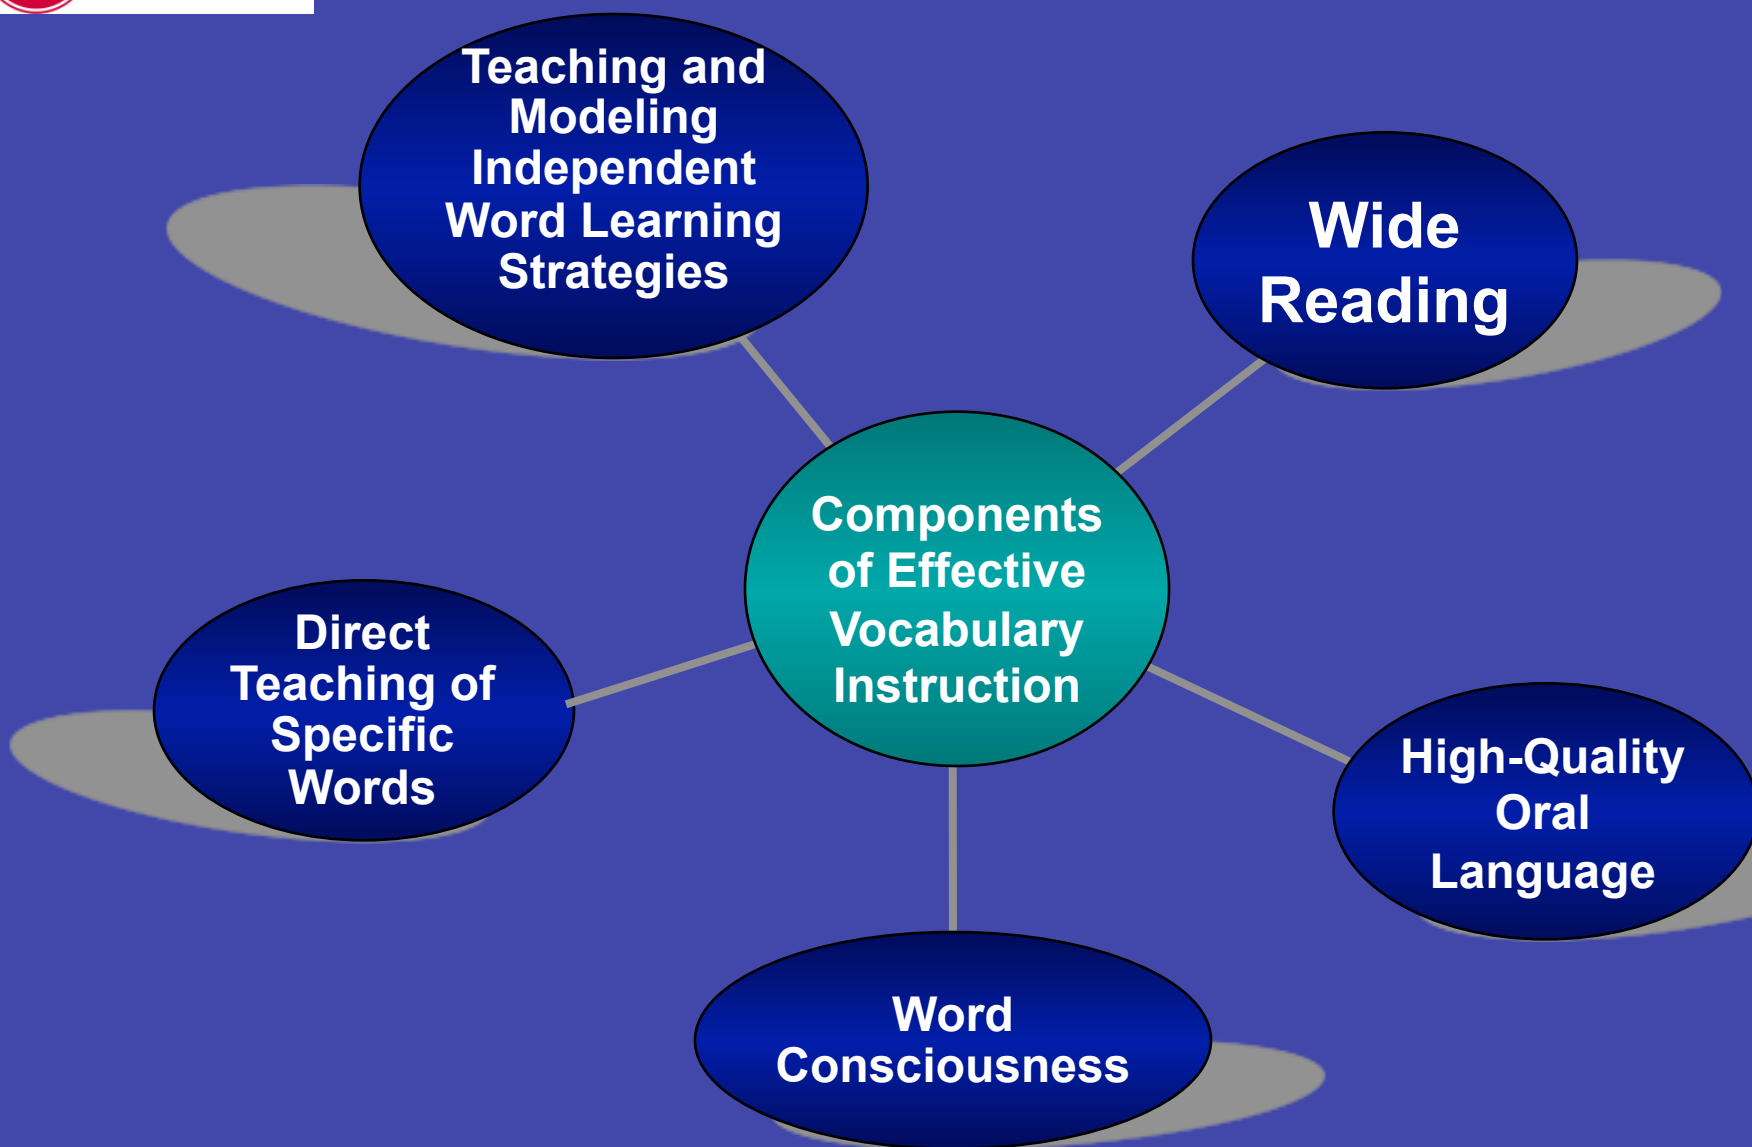 Teaching and
Modeling
Independent
Word Learning
Strategies
Wide
Reading
Components
of Effective
Vocabulary
Instruction
Direct
Teaching of
Specific
Words
High-Quality
Oral
Language
Word
Consciousness